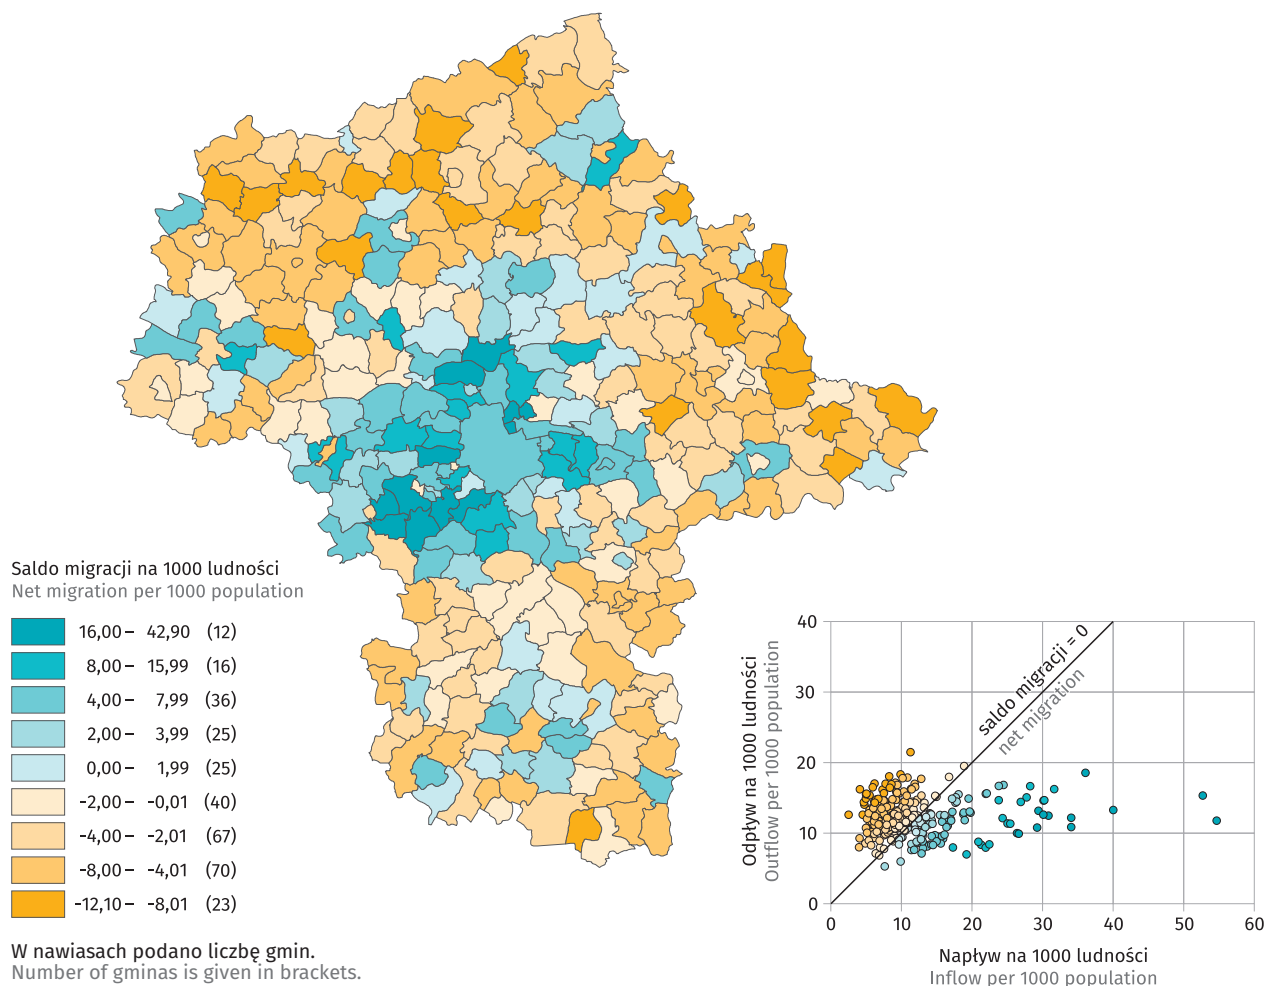 Saldo migracji na 1000 ludności
Net migration per 1000 population
16,00 – 42,90 (12)
8,00 – 15,99 (16)
4,00 – 7,99 (36)
2,00 – 3,99 (25)
0,00 – 1,99 (25)
-2,00 – -0,01 (40)
-4,00 – -2,01 (67)
-8,00 – -4,01 (70)
-12,10 – -8,01 (23)
W nawiasach podano liczbę gmin.
Number of gminas is given in brackets.
Odpływ na 1000 ludności
Outflow per 1000 population
40
30
20
10
0
saldo migracji = 0
net migration
0 10 20 30 40 50 60
Napływ na 1000 ludności
Inflow per 1000 population